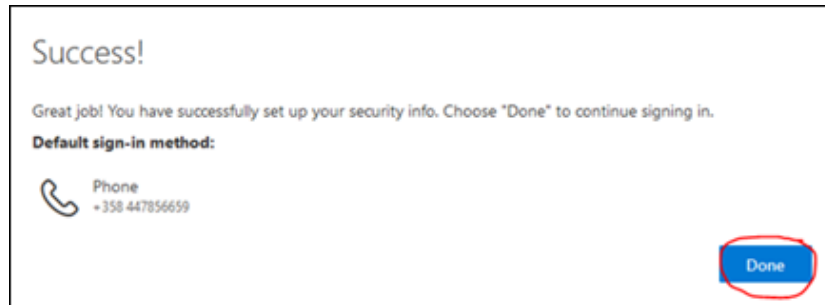 Success!
Great job! You have successfully set up your security info. Choose "Done" to continue signing in.
Default sign-in method:
Phone
+358 447856659
Done